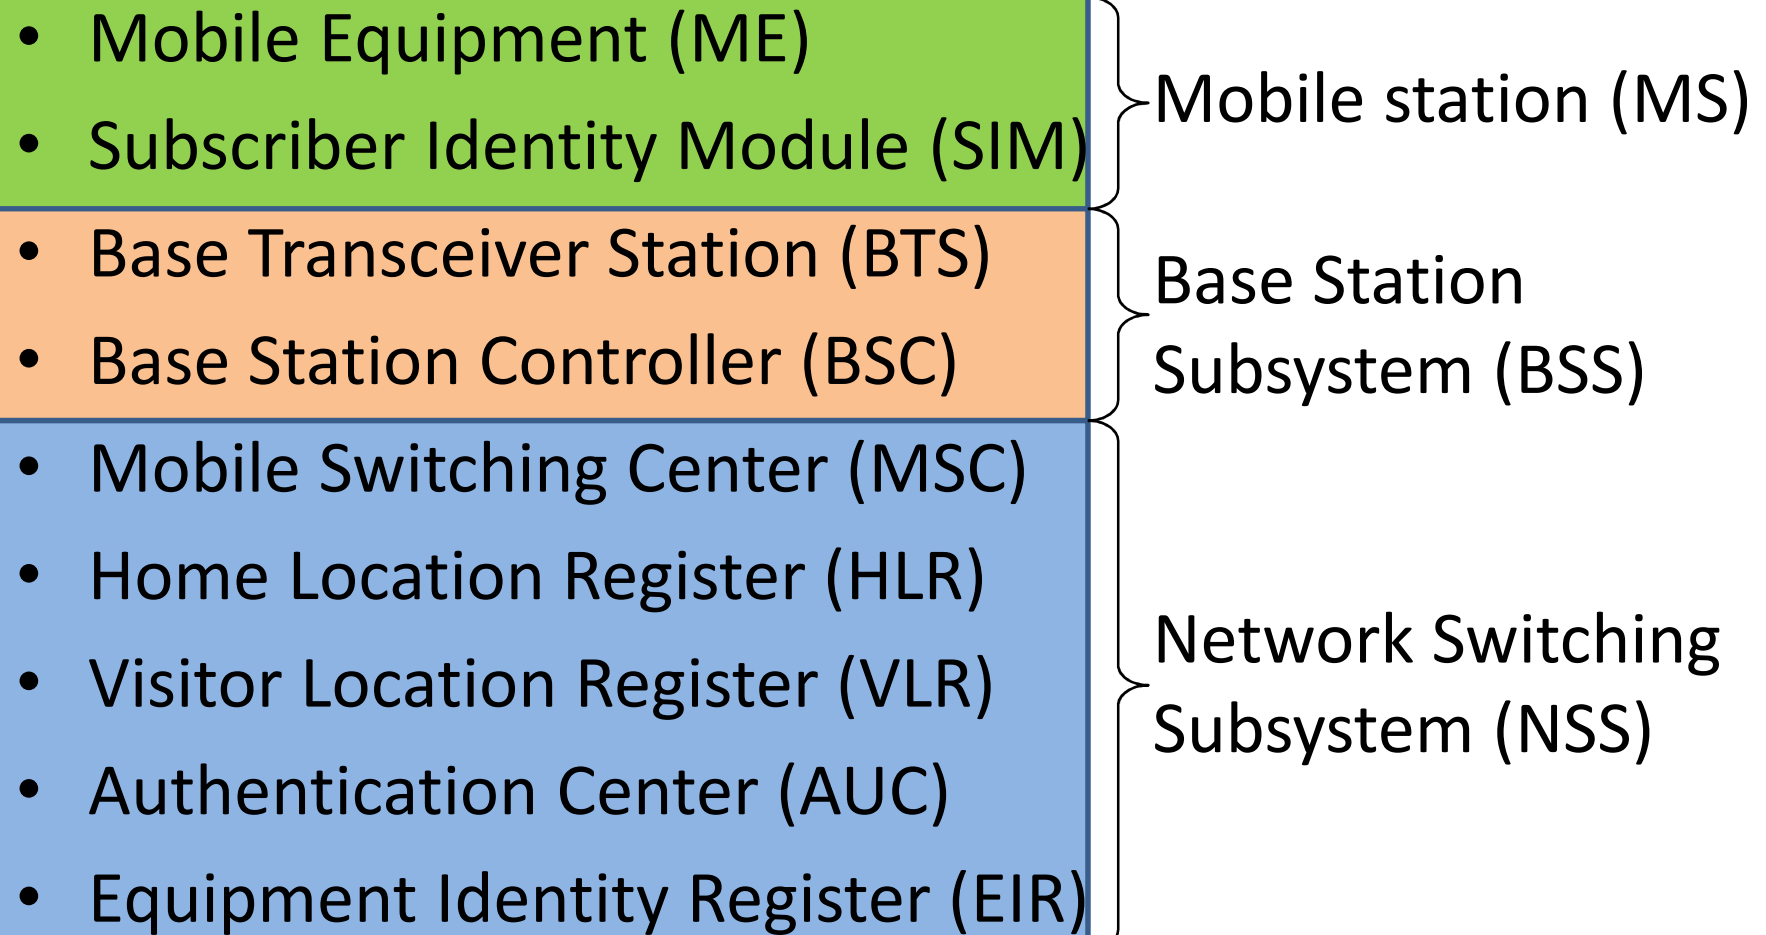 • Mobile Equipment (ME)
• Subscriber Identity Module (SIM)
Mobile station (MS)
• Base Transceiver Station (BTS)
• Base Station Controller (BSC)
Base Station
Subsystem (BSS)
• Mobile Switching Center (MSC)
• Home Location Register (HLR)
• Visitor Location Register (VLR)
• Authentication Center (AUC)
• Equipment Identity Register (EIR)
Network Switching
Subsystem (NSS)